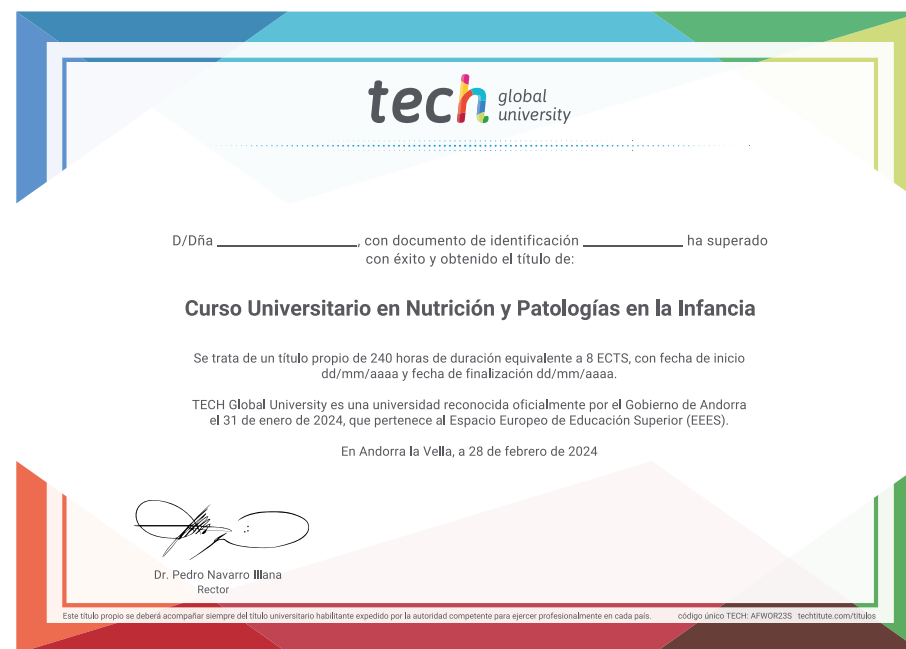 tech global university
D/Dña ____________________, con documento de identificación ______________ ha superado
con éxito y obtenido el título de:
Curso Universitario en Nutrición y Patologías en la Infancia
Se trata de un título propio de 240 horas de duración equivalente a 8 ECTS, con fecha de inicio
dd/mm/aaaa y fecha de finalización dd/mm/aaaa.
TECH Global University es una universidad reconocida oficialmente por el Gobierno de Andorra
el 31 de enero de 2024, que pertenece al Espacio Europeo de Educación Superior (EEES).
En Andorra la Vella, a 28 de febrero de 2024
Dr. Pedro Navarro Illana
Rector
Este título propio se deberá acompañar siempre del título universitario habilitante expedido por la autoridad competente para ejercer profesionalmente en cada país. código único TECH: AFWOR23S techtitute.com/titulos